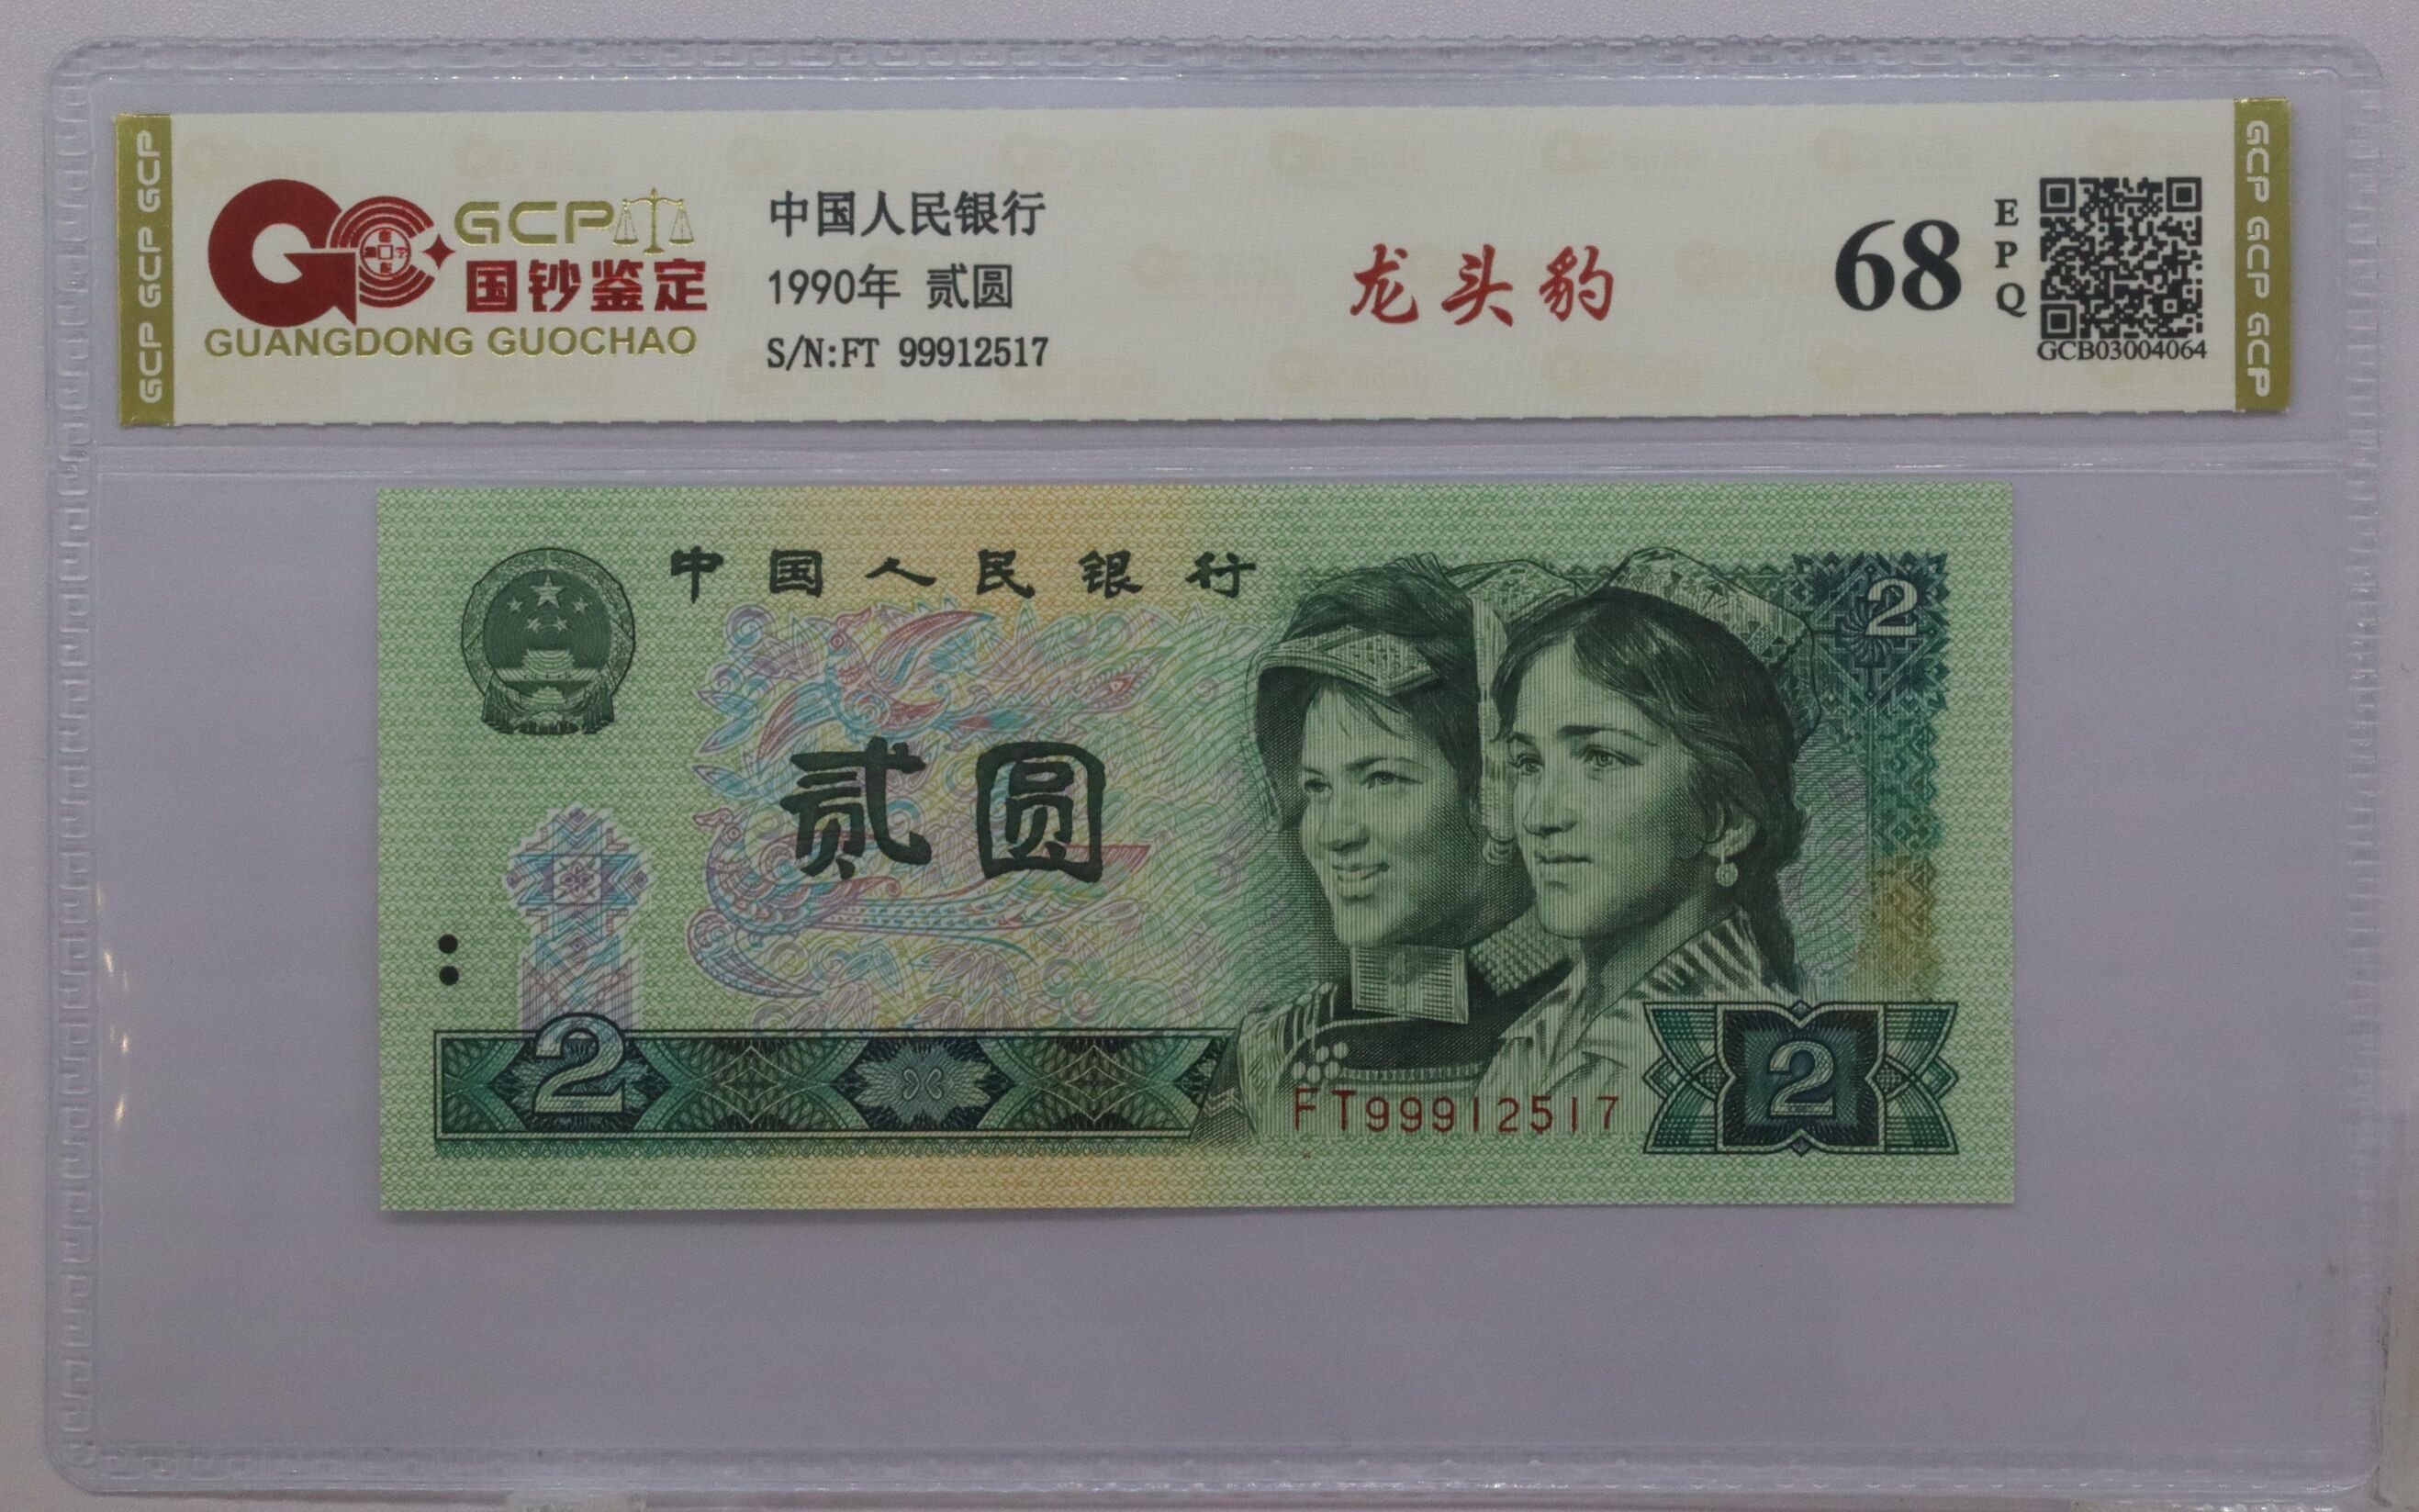 GCP GCP GCP
GCP
国钞鉴定
GUANGDONG GUOCHAO
中国人民银行
1990年 贰圆
S/N:FT 99912517
龙头豹
68
EPQ
GCB03004064
GCP GCP GCP
中国人民银行
2
贰圆
2
FT99912517
2